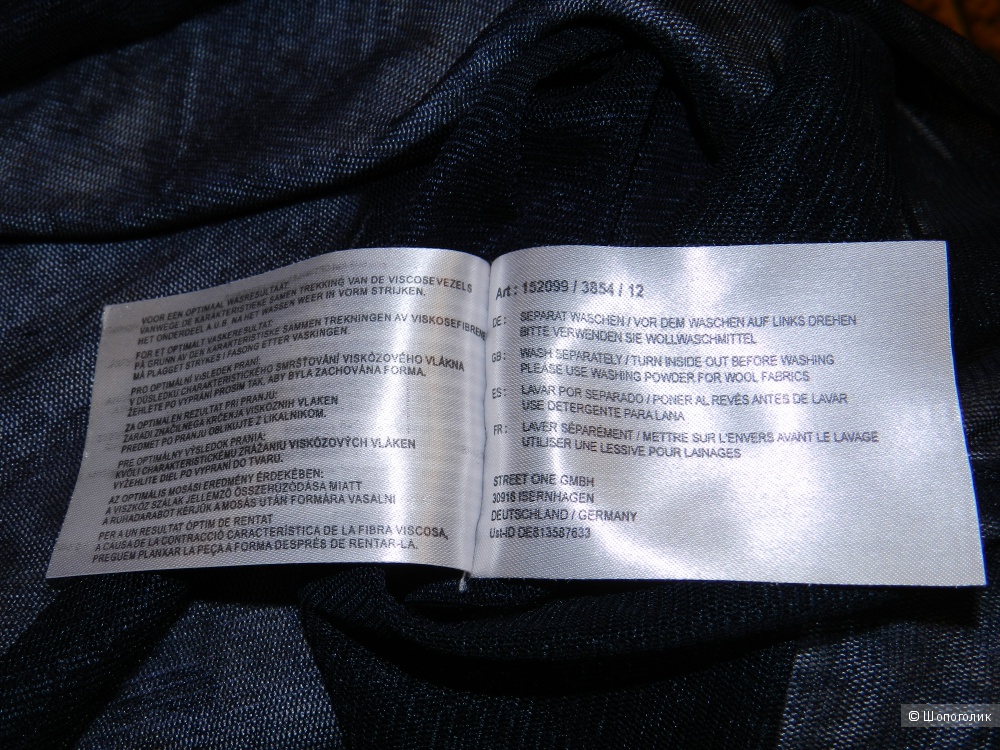 VOOR EEN OPTIMAAL WASRESULTAAT:
VANWEGE DE KARAKTERISTIEKE SAMEN TREKKING VAN DE VISCOSEVEZELS
HET ONDERDEEL A.U.B. NA HET WASSEN WEER IN VORM STRIJKEN.
FOR ET OPTIMALT VASKERESULTAT:
PÅ GRUNN AV DEN KARAKTERISTISKE SAMMEN TREKNINGEN AV VISKOSEFIBRENE
MÅ PLAGGET STRYKES I FASONG ETTER VASKINGEN.
PRO OPTIMÁLNÍ VÝSLEDEK PRANÍ:
V DŮSLEDKU CHARAKTERISTICKÉHO SMRŠŤOVÁNÍ VISKÓZOVÉHO VLÁKNA
ŽEHLETE PO VYPRÁNÍ PROSÍM TAK, ABY BYLA ZACHOVÁNA FORMA.
ZA OPTIMALEN REZULTAT PRI PRANJU:
ZARADI ZNAČILNEGA KRČENJA VISKOZNIH VLAKEN
PREDMET PO PRANJU OBLIKUJTE Z LIKALNIKOM.
PRE OPTIMÁLNY VÝSLEDOK PRANIA:
KVÔLI CHARAKTERISTICKÉMU ZRÁŽANIU VISKÓZOVÝCH VLÁKEN
VYŽEHLITE DIEL PO VYPRANÍ DO TVARU.
AZ OPTIMÁLIS MOSÁSI EREDMÉNY ÉRDEKÉBEN:
A VISZKÓZ SZÁLAK JELLEMZŐ ÖSSZEHÚZÓDÁSA MIATT
A RUHADARABOT KÉRJÜK A MOSÁS UTÁN FORMÁRA VASALNI
PER A UN RESULTAT ÒPTIM DE RENTAT
A CAUSA DE LA CONTRACCIÓ CARACTERÍSTICA DE LA FIBRA VISCOSA,
PREGUEM PLANXAR LA PEÇA A FORMA DESPRÉS DE RENTAR-LA.
Art.: 152099 / 3854 / 12
DE: SEPARAT WASCHEN / VOR DEM WASCHEN AUF LINKS DREHEN
BITTE VERWENDEN SIE WOLLWASCHMITTEL
GB: WASH SEPARATELY / TURN INSIDE OUT BEFORE WASHING
PLEASE USE WASHING POWDER FOR WOOL FABRICS
ES: LAVAR POR SEPARADO / PONER AL REVÉS ANTES DE LAVAR
USE DETERGENTE PARA LANA
FR: LAVER SÉPARÉMENT / METTRE SUR L'ENVERS AVANT LE LAVAGE
UTILISER UNE LESSIVE POUR LAINAGES
STREET ONE GMBH
30916 ISERNHAGEN
DEUTSCHLAND / GERMANY
Ust-ID DE813587633
© Шопоголик